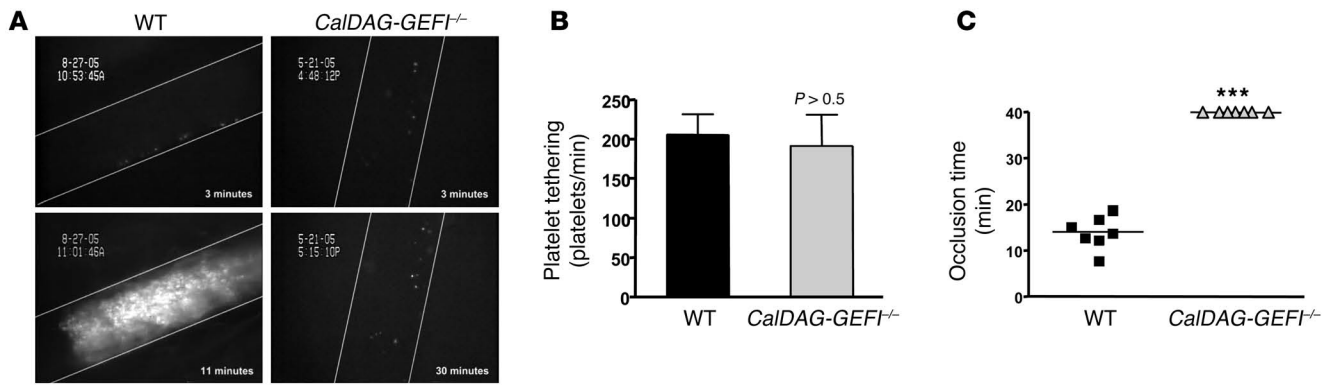 A
WT
CalDAG-GEFI–/–
8-27-05
10:53:45A
3 minutes
5-21-05
4:48:12P
3 minutes
8-27-05
11:01:46A
11 minutes
5-21-05
5:15:10P
30 minutes
B
Platelet tethering
(platelets/min)
250
200
150
100
50
0
P > 0.5
WT
CalDAG-GEFI–/–
C
Occlusion time
(min)
40
30
20
10
0
***
WT
CalDAG-GEFI–/–